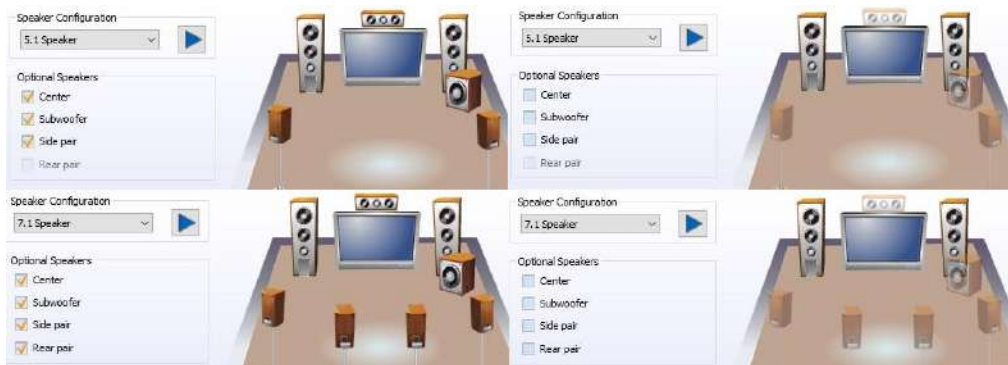 Speaker Configuration
5.1 Speaker
Optional Speakers
Center
Subwoofer
Side pair
Rear pair
Speaker Configuration
5.1 Speaker
Optional Speakers
Center
Subwoofer
Side pair
Rear pair
Speaker Configuration
7.1 Speaker
Optional Speakers
Center
Subwoofer
Side pair
Rear pair
Speaker Configuration
7.1 Speaker
Optional Speakers
Center
Subwoofer
Side pair
Rear pair